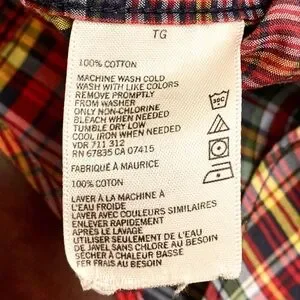 TG
100% COTTON
MACHINE WASH COLD
WASH WITH LIKE COLORS
REMOVE PROMPTLY
FROM WASHER
ONLY NON-CHLORINE
BLEACH WHEN NEEDED
TUMBLE DRY LOW
COOL IRON WHEN NEEDED
VDR 711 312
RN 67835 CA 07415
FABRIQUÉ À MAURICE
100% COTON
LAVER À LA MACHINE À
L'EAU FROIDE
LAVER AVEC COULEURS SIMILAIRES
ENLEVER RAPIDEMENT
APRÈS LE LAVAGE
UTILISER SEULEMENT DE L'EAU
DE JAVEL SANS CHLORE AU BESOIN
SÉCHER À CHALEUR BASSE
FER FRAIS AU BESOIN